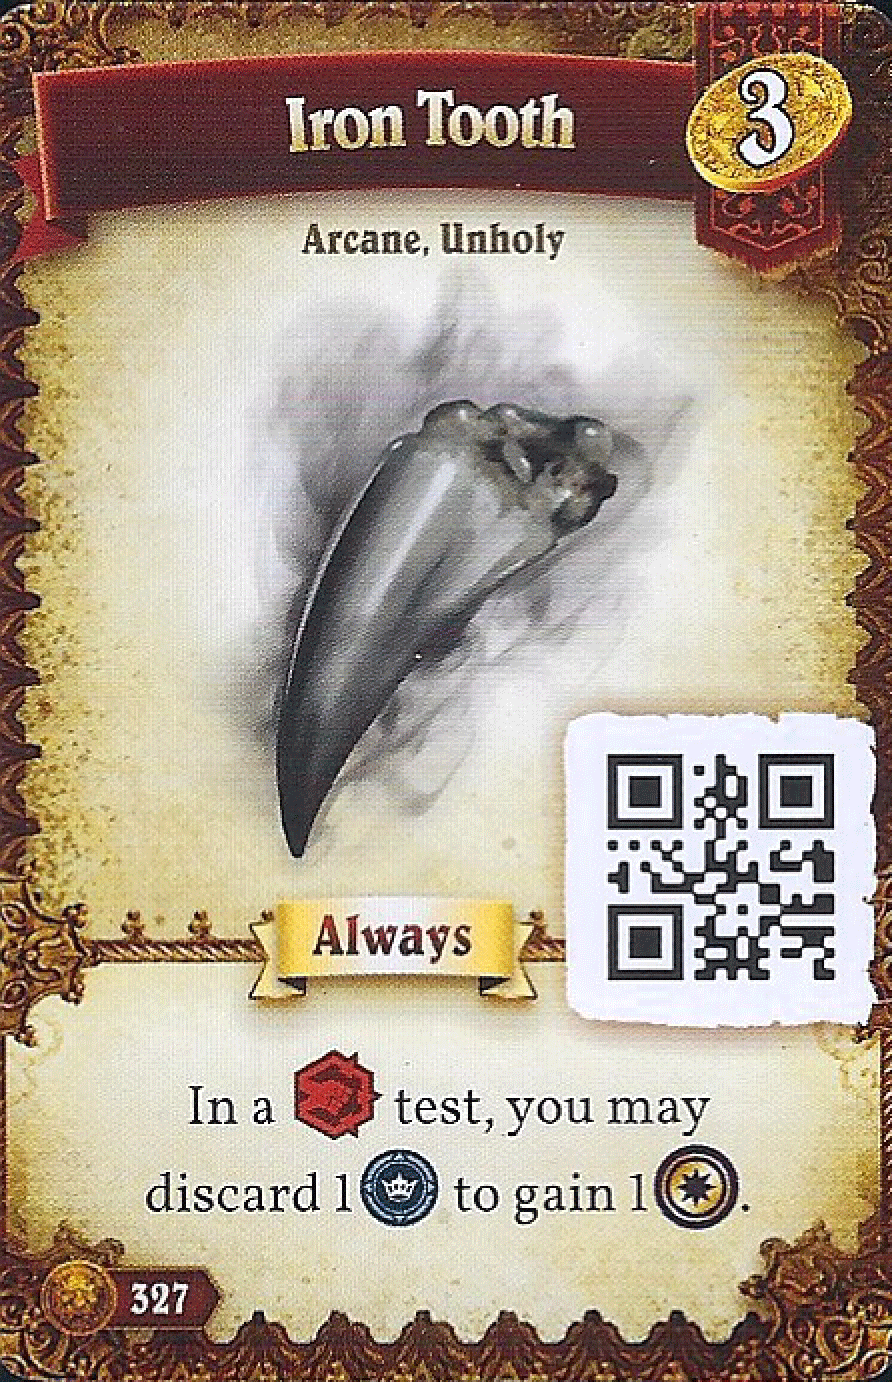 Iron Tooth
3
Arcane, Unholy
Always
In a test, you may
discard 1 to gain 1 .
327